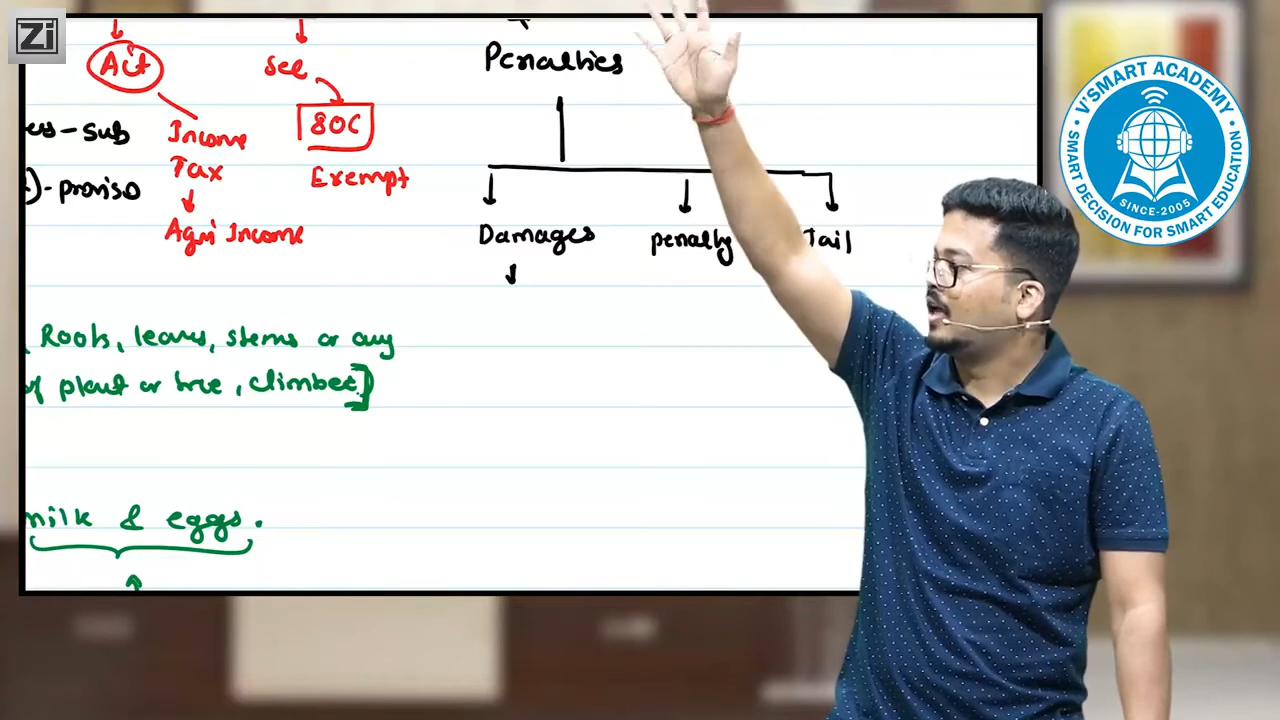 Zi
Act
See
80C
Exempt
Income
Tax
Agri Income
sub
proviso
Penalties
Damages
penalty
Jail
Roots, leaves, stems or any
of plant or tree, climber])
milk & eggs.
V'SMART ACADEMY
SINCE-2005
SMART DECISION FOR SMART EDUCATION